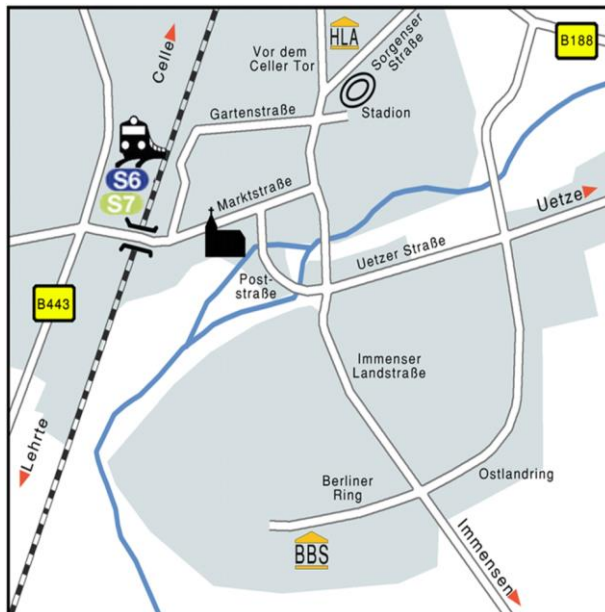 Celle
Vor dem
Celler Tor
HLA
Sorgenser
Straße
B188
Gartenstraße
Stadion
S6
S7
Marktstraße
Uetze
Uetzer Straße
Post-
straße
B443
Immenser
Landstraße
Lehrte
Berliner
Ring
Ostlandring
BBS
Immensen